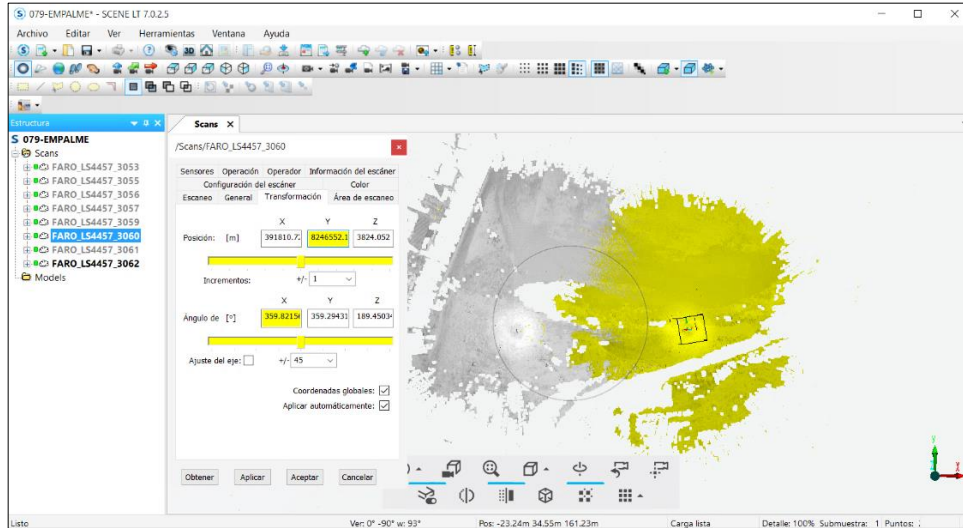 079-EMPALME* - SCENE LT 7.0.2.5
Archivo Editar Ver Herramientas Ventana Ayuda
Estructura
Scans X
079-EMPALME
Scans
FARO_LS4457_3053
FARO_LS4457_3055
FARO_LS4457_3056
FARO_LS4457_3057
FARO_LS4457_3059
FARO_LS4457_3060
FARO_LS4457_3061
FARO_LS4457_3062
Models
/Scans/FARO_LS4457_3060
Sensores Operación Operador Información del escáner
Configuración del escáner Color
Escaneo General Transformación Área de escaneo
X Y Z
Posición: [m] 391810.7 8246552.1 3824.052
Incrementos: +/- 1
X Y Z
Ángulo de [°] 359.8215 359.29431 189.4503
Ajuste del eje: +/- 45
Coordenadas globales:
Aplicar automáticamente:
Obtener Aplicar Aceptar Cancelar
Listo Ver: 0° -90° w: 93° Pos: -23.24m 34.55m 161.23m Carga lista Detalle: 100% Submuestra: 1 Puntos: